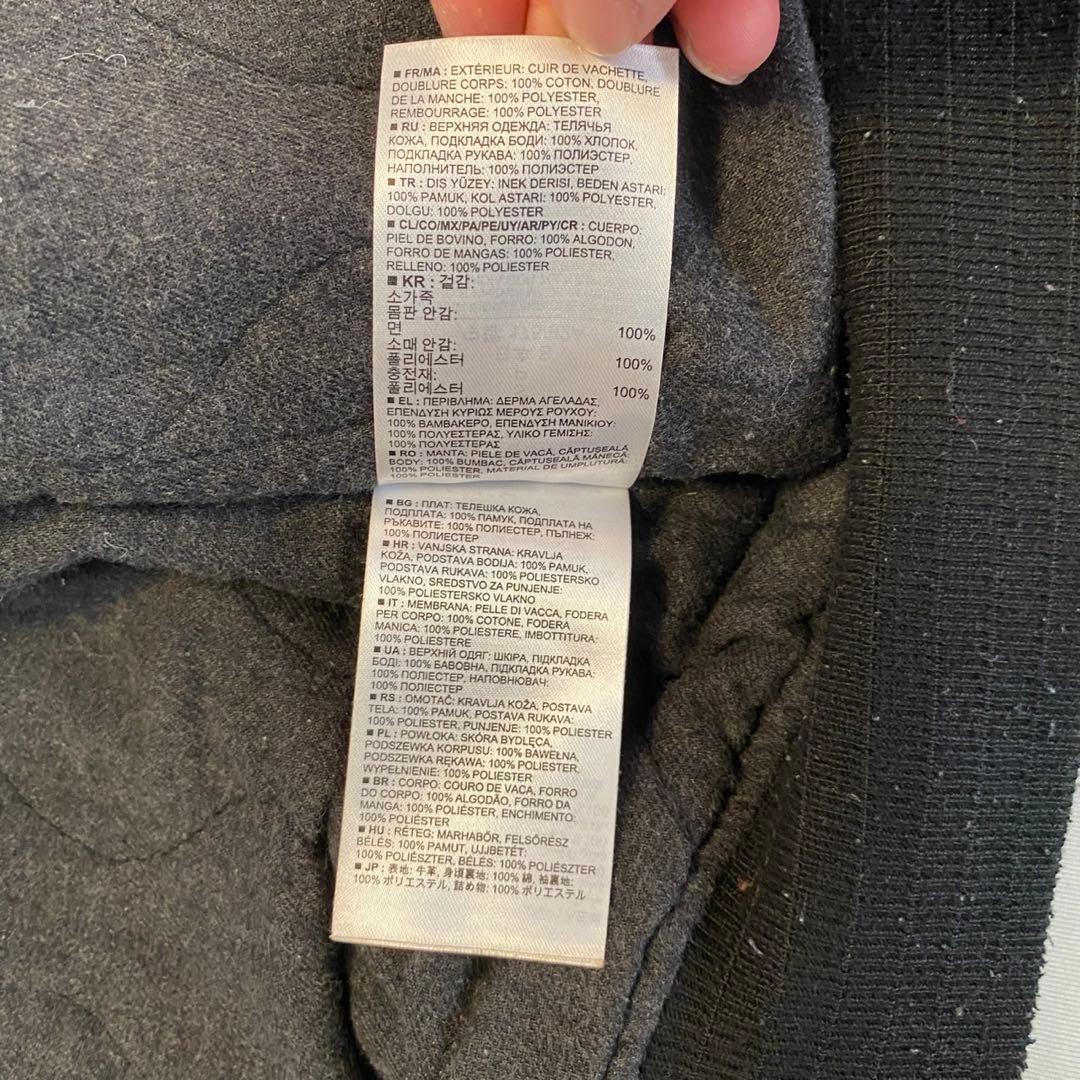 ■ FR/MA : EXTÉRIEUR: CUIR DE VACHETTE,
DOUBLURE CORPS: 100% COTON, DOUBLURE
DE LA MANCHE: 100% POLYESTER,
REMBOURRAGE: 100% POLYESTER
■ RU : ВЕРХНЯЯ ОДЕЖДА: ТЕЛЯЧЬЯ
КОЖА, ПОДКЛАДКА БОДИ: 100% ХЛОПОК,
ПОДКЛАДКА РУКАВА: 100% ПОЛИЭСТЕР,
НАПОЛНИТЕЛЬ: 100% ПОЛИЭСТЕР
■ TR : DIŞ YÜZEY: INEK DERISI, BEDEN ASTARI:
100% PAMUK, KOL ASTARI: 100% POLYESTER,
DOLGU: 100% POLYESTER
■ CL/CO/MX/PA/PE/UY/AR/PY/CR : CUERPO:
PIEL DE BOVINO, FORRO: 100% ALGODON,
FORRO DE MANGAS: 100% POLIESTER,
RELLENO: 100% POLIESTER
■ KR : 겉감:
소가죽
몸판 안감:
면 100%
소매 안감:
폴리에스터 100%
충전재:
폴리에스터 100%
■ EL : ΠΕΡΙΒΛΗΜΑ: ΔΕΡΜΑ ΑΓΕΛΑΔΑΣ,
ΕΠΕΝΔΥΣΗ ΚΥΡΙΩΣ ΜΕΡΟΥΣ ΡΟΥΧΟΥ:
100% ΒΑΜΒΑΚΕΡΟ, ΕΠΕΝΔΥΣΗ ΜΑΝΙΚΙΟΥ:
100% ΠΟΛΥΕΣΤΕΡΑΣ, ΥΛΙΚΟ ΓΕΜΙΣΗΣ:
100% ΠΟΛΥΕΣΤΕΡΑΣ
■ RO : MANTA: PIELE DE VACĂ, CĂPTUSEALĂ
BODY: 100% BUMBAC, CĂPTUSEALĂ MÂNECĂ:
100% POLIESTER, MATERIAL DE UMPLUTURĂ:
100% POLIESTER
■ BG : ПЛАТ: ТЕЛЕШКА КОЖА,
ПОДПЛАТА: 100% ПАМУК, ПОДПЛАТА НА
РЪКАВИТЕ: 100% ПОЛИЕСТЕР, ПЪЛНЕЖ:
100% ПОЛИЕСТЕР
■ HR : VANJSKA STRANA: KRAVLJA
KOŽA, PODSTAVA BODIJA: 100% PAMUK,
PODSTAVA RUKAVA: 100% POLIESTERSKO
VLAKNO, SREDSTVO ZA PUNJENJE:
100% POLIESTERSKO VLAKNO
■ IT : MEMBRANA: PELLE DI VACCA, FODERA
PER CORPO: 100% COTONE, FODERA
MANICA: 100% POLIESTERE, IMBOTTITURA:
100% POLIESTERE
■ UA : ВЕРХНІЙ ОДЯГ: ШКІРА, ПІДКЛАДКА
БОДІ: 100% БАВОВНА, ПІДКЛАДКА РУКАВА:
100% ПОЛІЕСТЕР, НАПОВНЮВАЧ:
100% ПОЛІЕСТЕР
■ RS : OMOTAČ: KRAVLJA KOŽA, POSTAVA
TELA: 100% PAMUK, POSTAVA RUKAVA:
100% POLIESTER, PUNJENJE: 100% POLIESTER
■ PL : POWŁOKA: SKÓRA BYDLĘCA,
PODSZEWKA KORPUSU: 100% BAWEŁNA,
PODSZEWKA RĘKAWA: 100% POLIESTER,
WYPEŁNIENIE: 100% POLIESTER
■ BR : CORPO: COURO DE VACA, FORRO
DO CORPO: 100% ALGODÃO, FORRO DA
MANGA: 100% POLIÉSTER, ENCHIMENTO:
100% POLIÉSTER
■ HU : RÉTEG: MARHABŐR, FELSŐRÉSZ
BÉLÉS: 100% PAMUT, UJJBETÉT:
100% POLIÉSZTER, BÉLÉS: 100% POLIÉSZTER
■ JP : 表地: 牛革, 身頃裏地: 100% 綿, 袖裏地:
100% ポリエステル, 詰め物: 100% ポリエステル